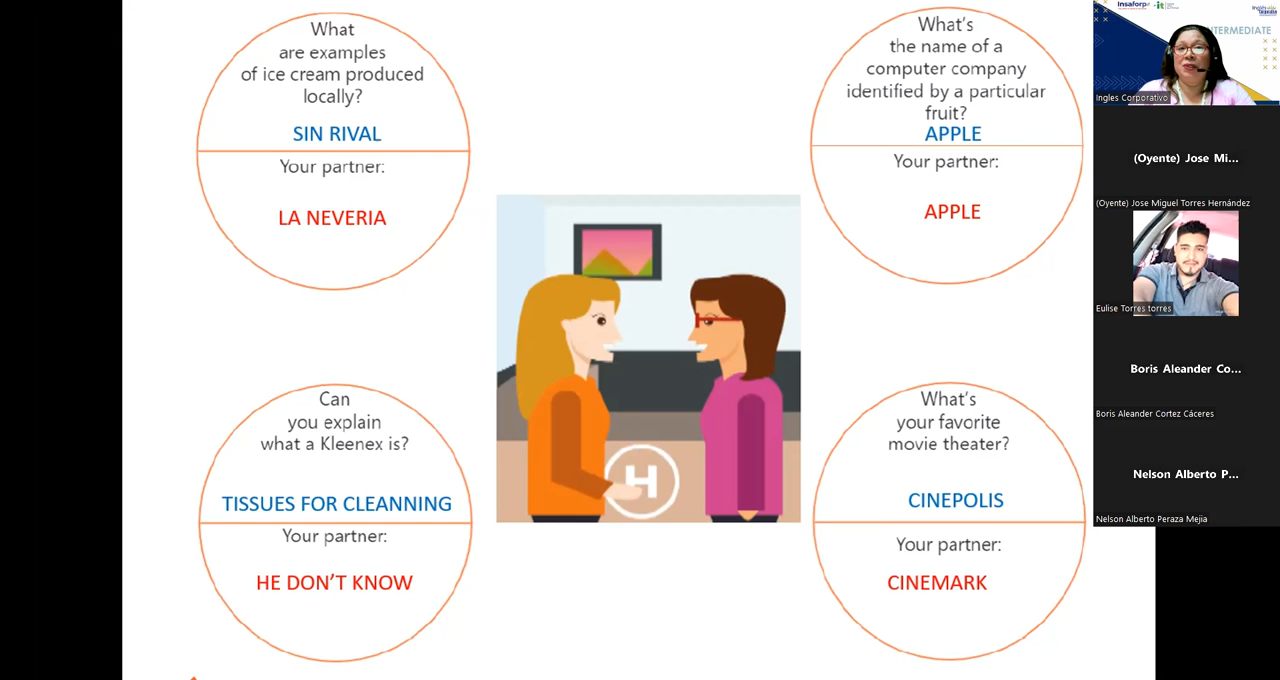 What
are examples
of ice cream produced
locally?
SIN RIVAL
Your partner:
LA NEVERIA
What's
the name of a
computer company
identified by a particular
fruit?
APPLE
Your partner:
APPLE
Can
you explain
what a Kleenex is?
TISSUES FOR CLEANNING
Your partner:
HE DON'T KNOW
H
What's
your favorite
movie theater?
CINEPOLIS
Your partner:
CINEMARK
Insaforp
it
NTERMEDIATE
Ingles Corporativo
(Oyente) Jose Mi...
(Oyente) Jose Miguel Torres Hernández
Eulise Torres torres
Boris Aleander Co...
Boris Aleander Cortez Cáceres
Nelson Alberto P...
Nelson Alberto Peraza Mejia